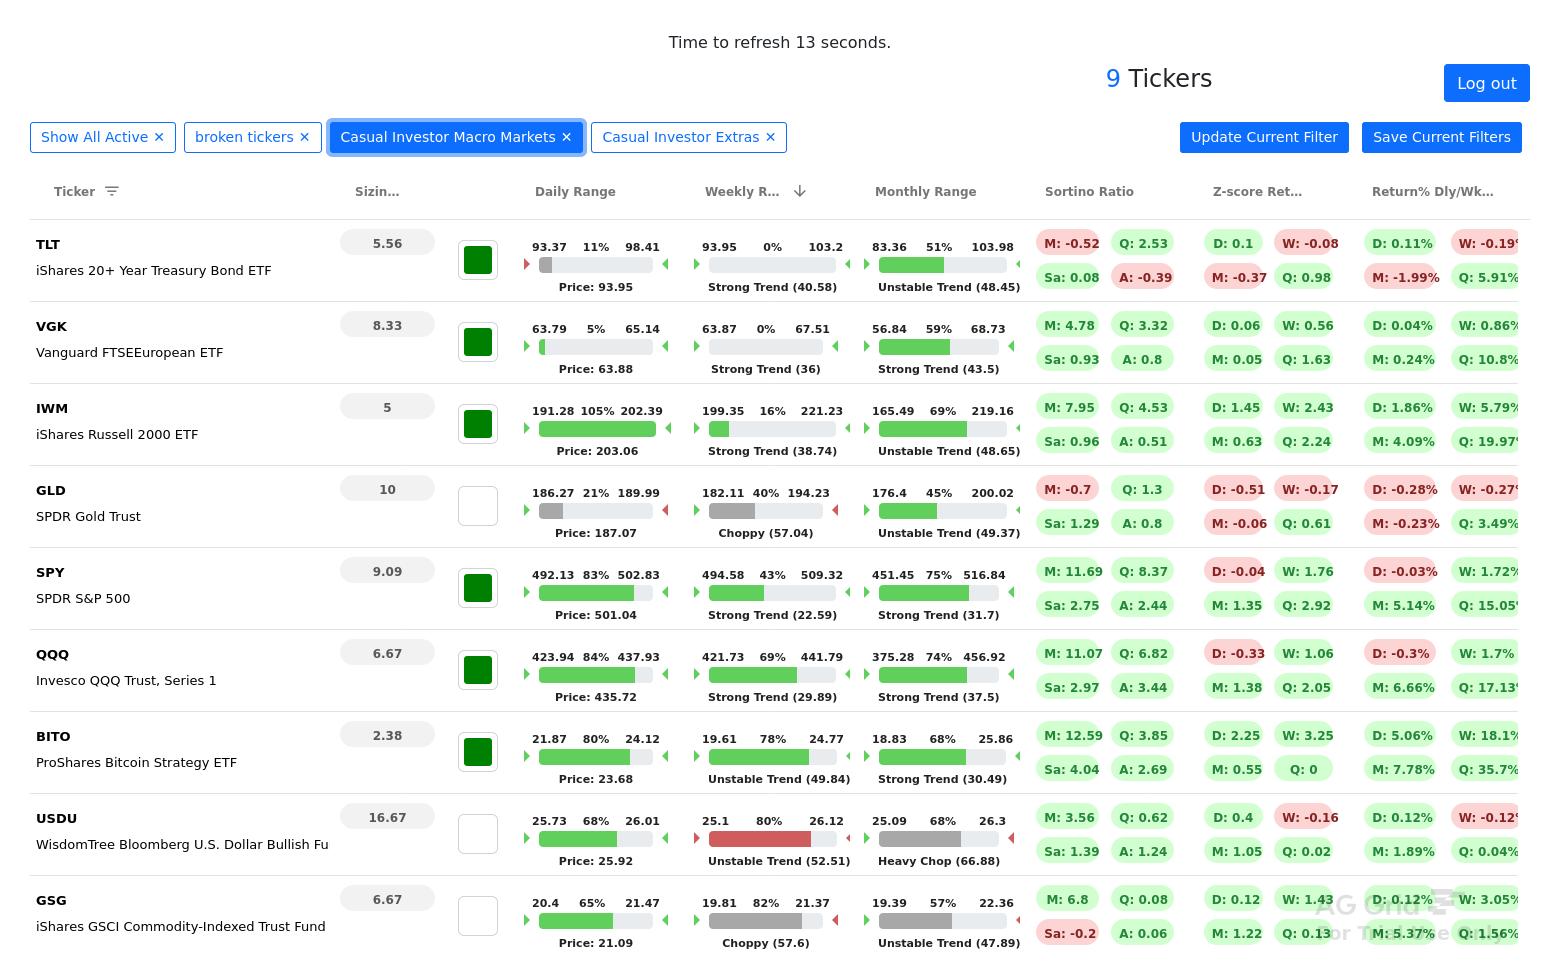 Time to refresh 13 seconds.
9 Tickers
Log out
Show All Active ✕ broken tickers ✕ Casual Investor Macro Markets ✕ Casual Investor Extras ✕ Update Current Filter Save Current Filters
Ticker Sizin... Daily Range Weekly R... Monthly Range Sortino Ratio Z-score Ret... Return% Dly/Wk...
TLT 5.56 93.37 11% 98.41 93.95 0% 103.2 83.36 51% 103.98 M: -0.52 Q: 2.53 D: 0.1 W: -0.08 D: 0.11% W: -0.19%
iShares 20+ Year Treasury Bond ETF Price: 93.95 Strong Trend (40.58) Unstable Trend (48.45) Sa: 0.08 A: -0.39 M: -0.37 Q: 0.98 M: -1.99% Q: 5.91%
VGK 8.33 63.79 5% 65.14 63.87 0% 67.51 56.84 59% 68.73 M: 4.78 Q: 3.32 D: 0.06 W: 0.56 D: 0.04% W: 0.86%
Vanguard FTSEEuropean ETF Price: 63.88 Strong Trend (36) Strong Trend (43.5) Sa: 0.93 A: 0.8 M: 0.05 Q: 1.63 M: 0.24% Q: 10.8%
IWM 5 191.28 105% 202.39 199.35 16% 221.23 165.49 69% 219.16 M: 7.95 Q: 4.53 D: 1.45 W: 2.43 D: 1.86% W: 5.79%
iShares Russell 2000 ETF Price: 203.06 Strong Trend (38.74) Unstable Trend (48.65) Sa: 0.96 A: 0.51 M: 0.63 Q: 2.24 M: 4.09% Q: 19.97%
GLD 10 186.27 21% 189.99 182.11 40% 194.23 176.4 45% 200.02 M: -0.7 Q: 1.3 D: -0.51 W: -0.17 D: -0.28% W: -0.27%
SPDR Gold Trust Price: 187.07 Choppy (57.04) Unstable Trend (49.37) Sa: 1.29 A: 0.8 M: -0.06 Q: 0.61 M: -0.23% Q: 3.49%
SPY 9.09 492.13 83% 502.83 494.58 43% 509.32 451.45 75% 516.84 M: 11.69 Q: 8.37 D: -0.04 W: 1.76 D: -0.03% W: 1.72%
SPDR S&P 500 Price: 501.04 Strong Trend (22.59) Strong Trend (31.7) Sa: 2.75 A: 2.44 M: 1.35 Q: 2.92 M: 5.14% Q: 15.05%
QQQ 6.67 423.94 84% 437.93 421.73 69% 441.79 375.28 74% 456.92 M: 11.07 Q: 6.82 D: -0.33 W: 1.06 D: -0.3% W: 1.7%
Invesco QQQ Trust, Series 1 Price: 435.72 Strong Trend (29.89) Strong Trend (37.5) Sa: 2.97 A: 3.44 M: 1.38 Q: 2.05 M: 6.66% Q: 17.13%
BITO 2.38 21.87 80% 24.12 19.61 78% 24.77 18.83 68% 25.86 M: 12.59 Q: 3.85 D: 2.25 W: 3.25 D: 5.06% W: 18.1%
ProShares Bitcoin Strategy ETF Price: 23.68 Unstable Trend (49.84) Strong Trend (30.49) Sa: 4.04 A: 2.69 M: 0.55 Q: 0 M: 7.78% Q: 35.7%
USDU 16.67 25.73 68% 26.01 25.1 80% 26.12 25.09 68% 26.3 M: 3.56 Q: 0.62 D: 0.4 W: -0.16 D: 0.12% W: -0.12%
WisdomTree Bloomberg U.S. Dollar Bullish Fu Price: 25.92 Unstable Trend (52.51) Heavy Chop (66.88) Sa: 1.39 A: 1.24 M: 1.05 Q: 0.02 M: 1.89% Q: 0.04%
GSG 6.67 20.4 65% 21.47 19.81 82% 21.37 19.39 57% 22.36 M: 6.8 Q: 0.08 D: 0.12 W: 1.43 D: 0.12% W: 3.05%
iShares GSCI Commodity-Indexed Trust Fund Price: 21.09 Choppy (57.6) Unstable Trend (47.89) Sa: -0.2 A: 0.06 M: 1.22 Q: 0.13 M: 5.37% Q: 1.56%
AG Grid
For Trial Use Only